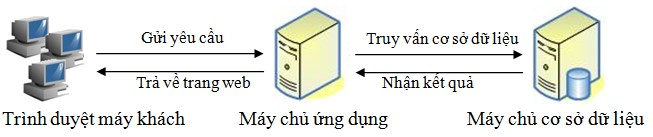 Gửi yêu cầu
Truy vấn cơ sở dữ liệu
Trả về trang web
Nhận kết quả
Trình duyệt máy khách
Máy chủ ứng dụng
Máy chủ cơ sở dữ liệu